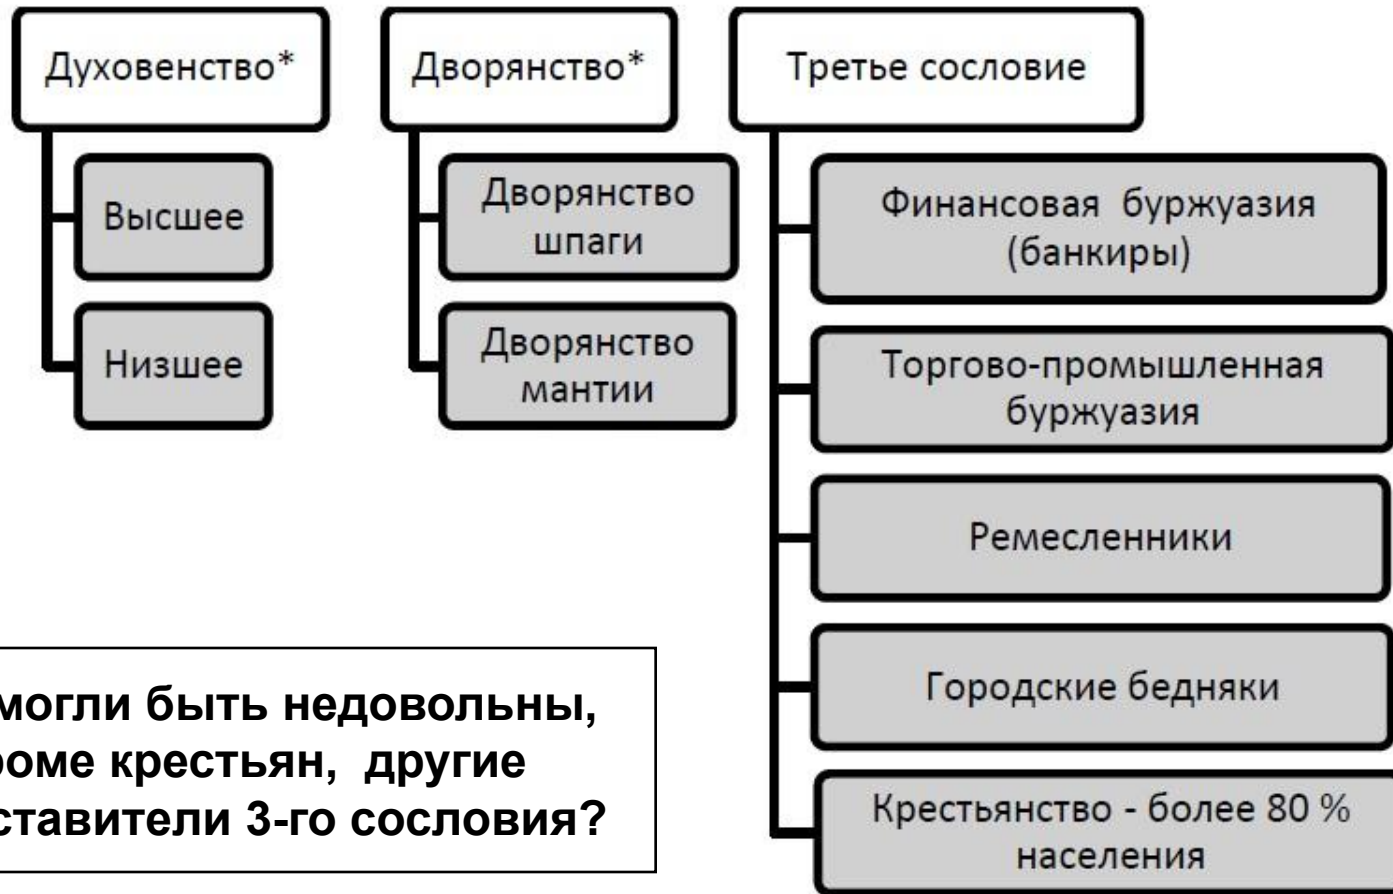 Духовенство*
Высшее
Низшее
Дворянство*
Дворянство
шпаги
Дворянство
мантии
Третье сословие
Финансовая буржуазия
(банкиры)
Торгово-промышленная
буржуазия
Ремесленники
Городские бедняки
Крестьянство - более 80 %
населения
могли быть недовольны,
роме крестьян, другие
ставители 3-го сословия?